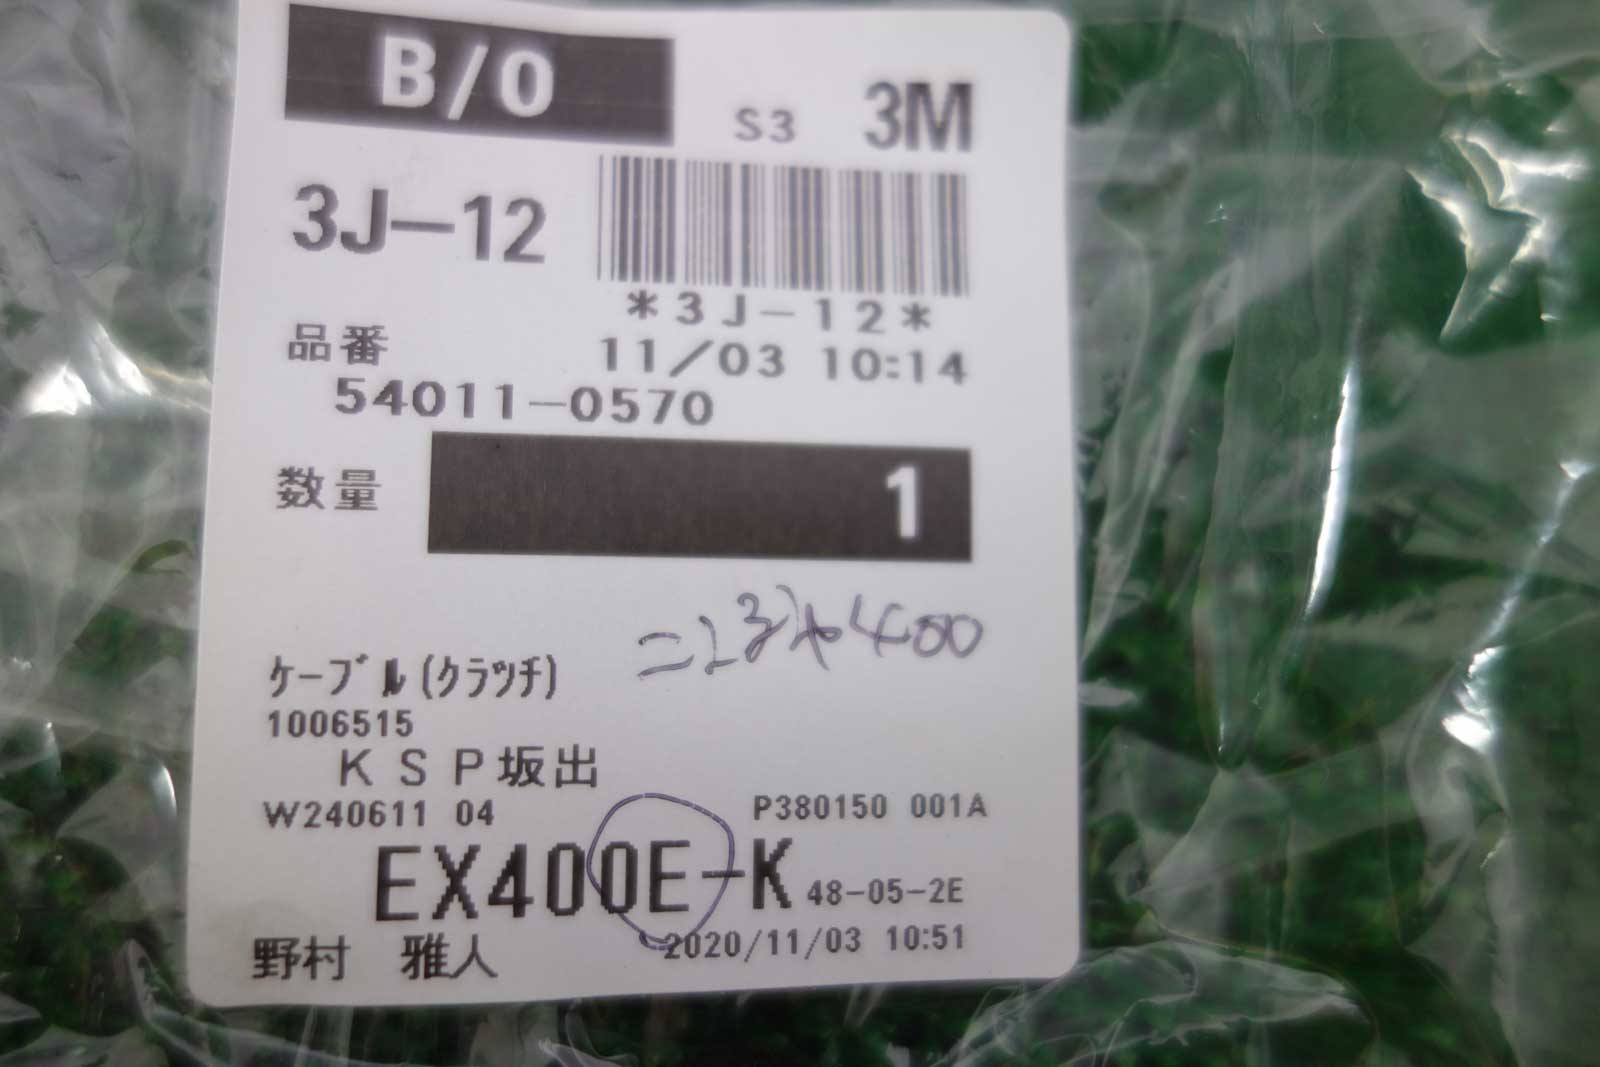 B/O
S3 3M
3J-12
*3J-12*
品番
11/03 10:14
54011-0570
数量 1
400
ｹｰﾌﾞﾙ(ｸﾗﾂﾁ)
1006515
ＫＳＰ坂出
W240611 04 P380150 001A
EX400E-K 48-05-2E
野村 雅人 2020/11/03 10:51